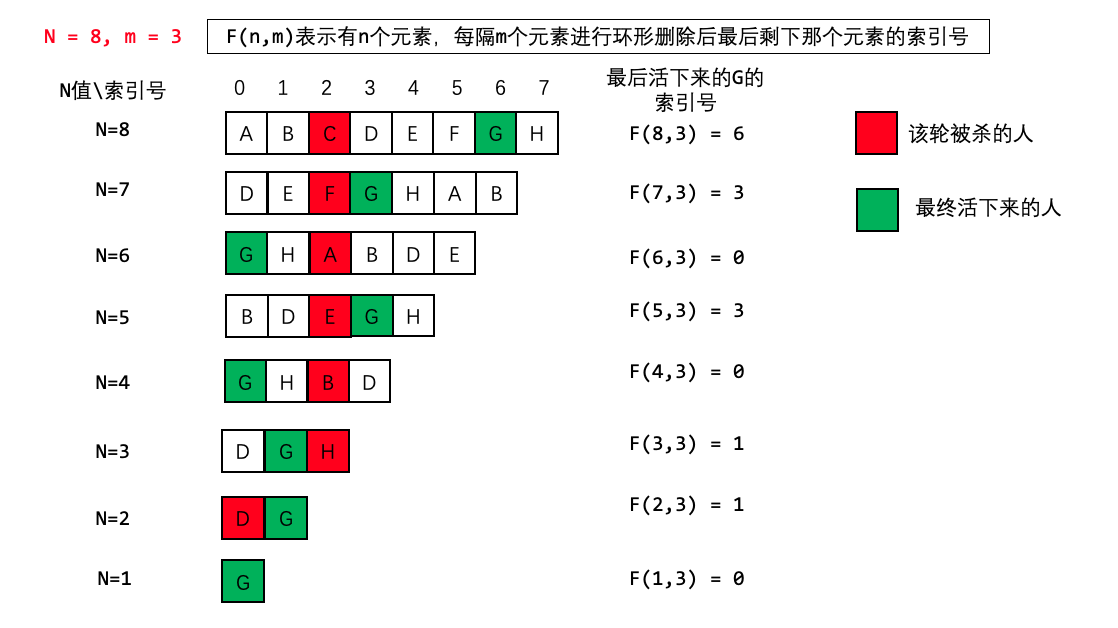 N = 8, m = 3
F(n,m)表示有n个元素，每隔m个元素进行环形删除后最后剩下那个元素的索引号
N值\索引号
0 1 2 3 4 5 6 7
最后活下来的G的
索引号
N=8
A B C D E F G H
F(8,3) = 6
该轮被杀的人
N=7
D E F G H A B
F(7,3) = 3
最终活下来的人
N=6
G H A B D E
F(6,3) = 0
N=5
B D E G H
F(5,3) = 3
N=4
G H B D
F(4,3) = 0
N=3
D G H
F(3,3) = 1
N=2
D G
F(2,3) = 1
N=1
G
F(1,3) = 0